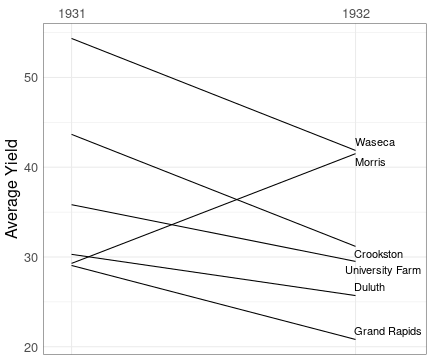 1931 1932
50
40
30
20
Average Yield
Waseca
Morris
Crookston
University Farm
Duluth
Grand Rapids